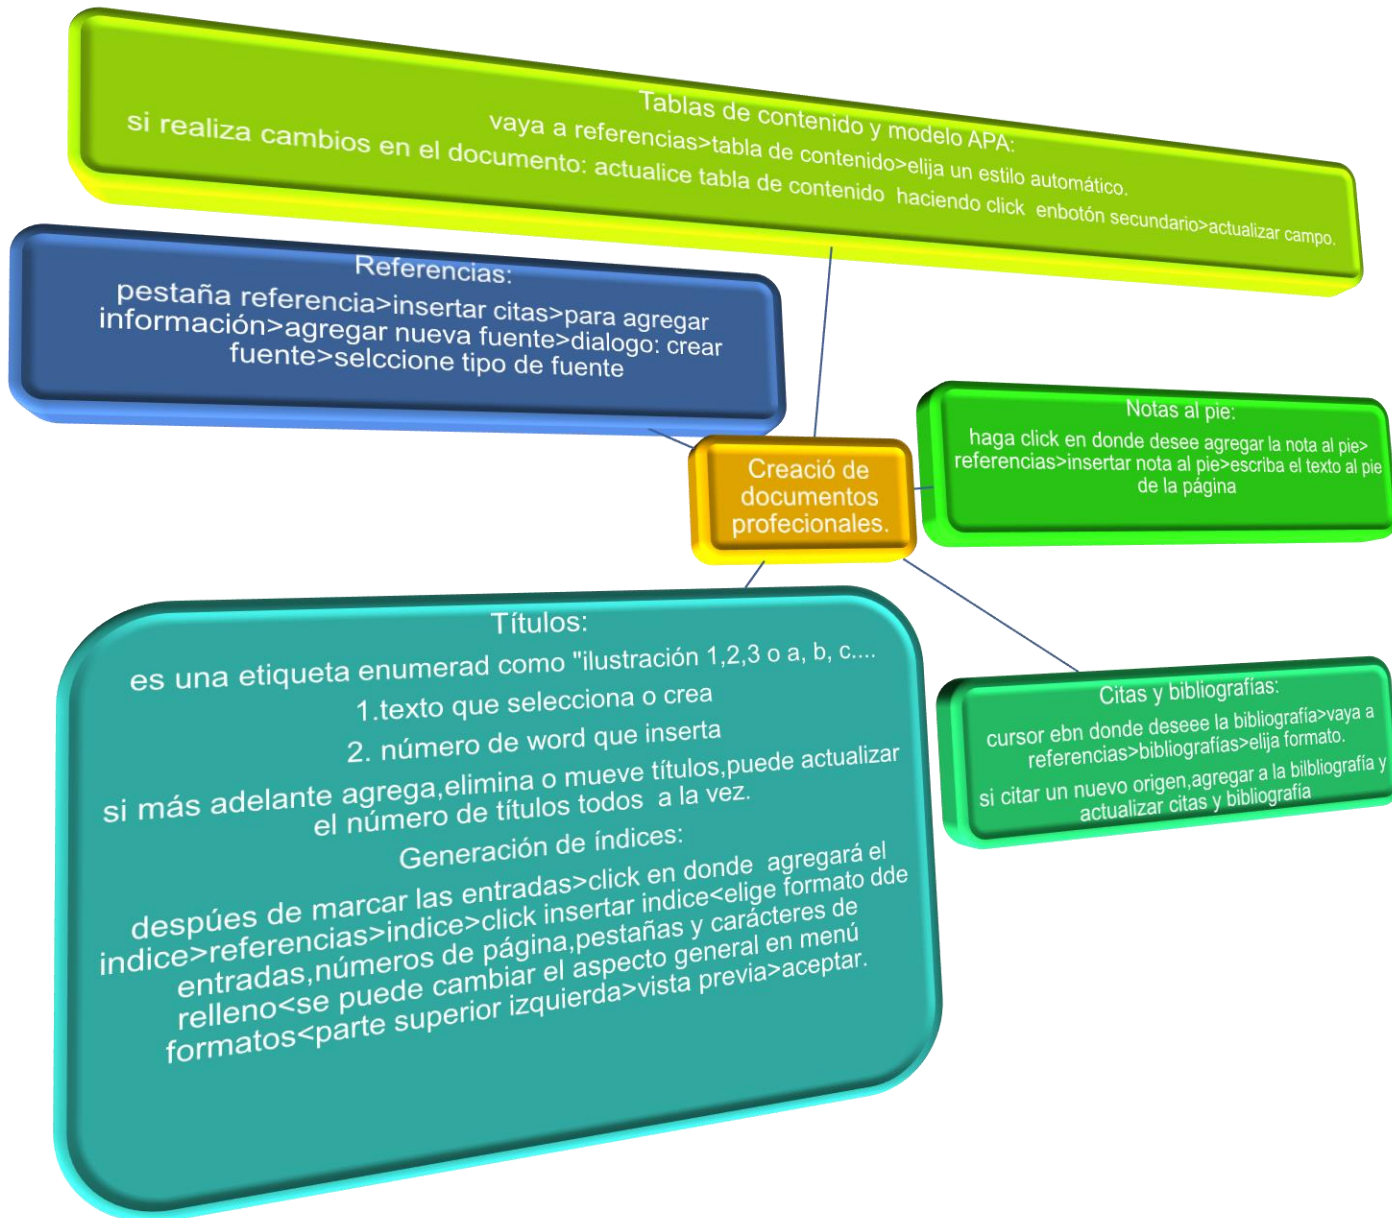 Tablas de contenido y modelo APA:
vaya a referencias>tabla de contenido>elija un estilo automático.
si realiza cambios en el documento: actualice tabla de contenido  haciendo click  enbotón secundario>actualizar campo.
Referencias:
pestaña referencia>insertar citas>para agregar
información>agregar nueva fuente>dialogo: crear
fuente>selccione tipo de fuente
Notas al pie:
haga click en donde desee agregar la nota al pie>
referencias>insertar nota al pie>escriba el texto al pie
de la página
Creació de
documentos
profecionales.
Títulos:
es una etiqueta enumerad como "ilustración 1,2,3 o a, b, c....
1.texto que selecciona o crea
2. número de word que inserta
si más adelante agrega,elimina o mueve títulos,puede actualizar
el número de títulos todos  a la vez.
Generación de índices:
despúes de marcar las entradas>click en donde  agregará el
indice>referencias>indice>click insertar indice<elige formato dde
entradas,números de página,pestañas y carácteres de
relleno<se puede cambiar el aspecto general en menú
formatos<parte superior izquierda>vista previa>aceptar.
Citas y bibliografías:
cursor ebn donde deseee la bibliografía>vaya a
referencias>bibliografías>elija formato.
si citar un nuevo origen,agregar a la bilbliografía y
actualizar citas y bibliografía